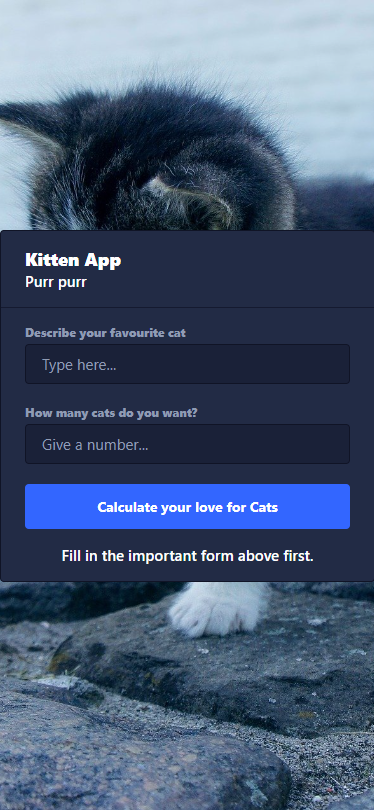 Kitten App
Purr purr
Describe your favourite cat
Type here...
How many cats do you want?
Give a number...
Calculate your love for Cats
Fill in the important form above first.